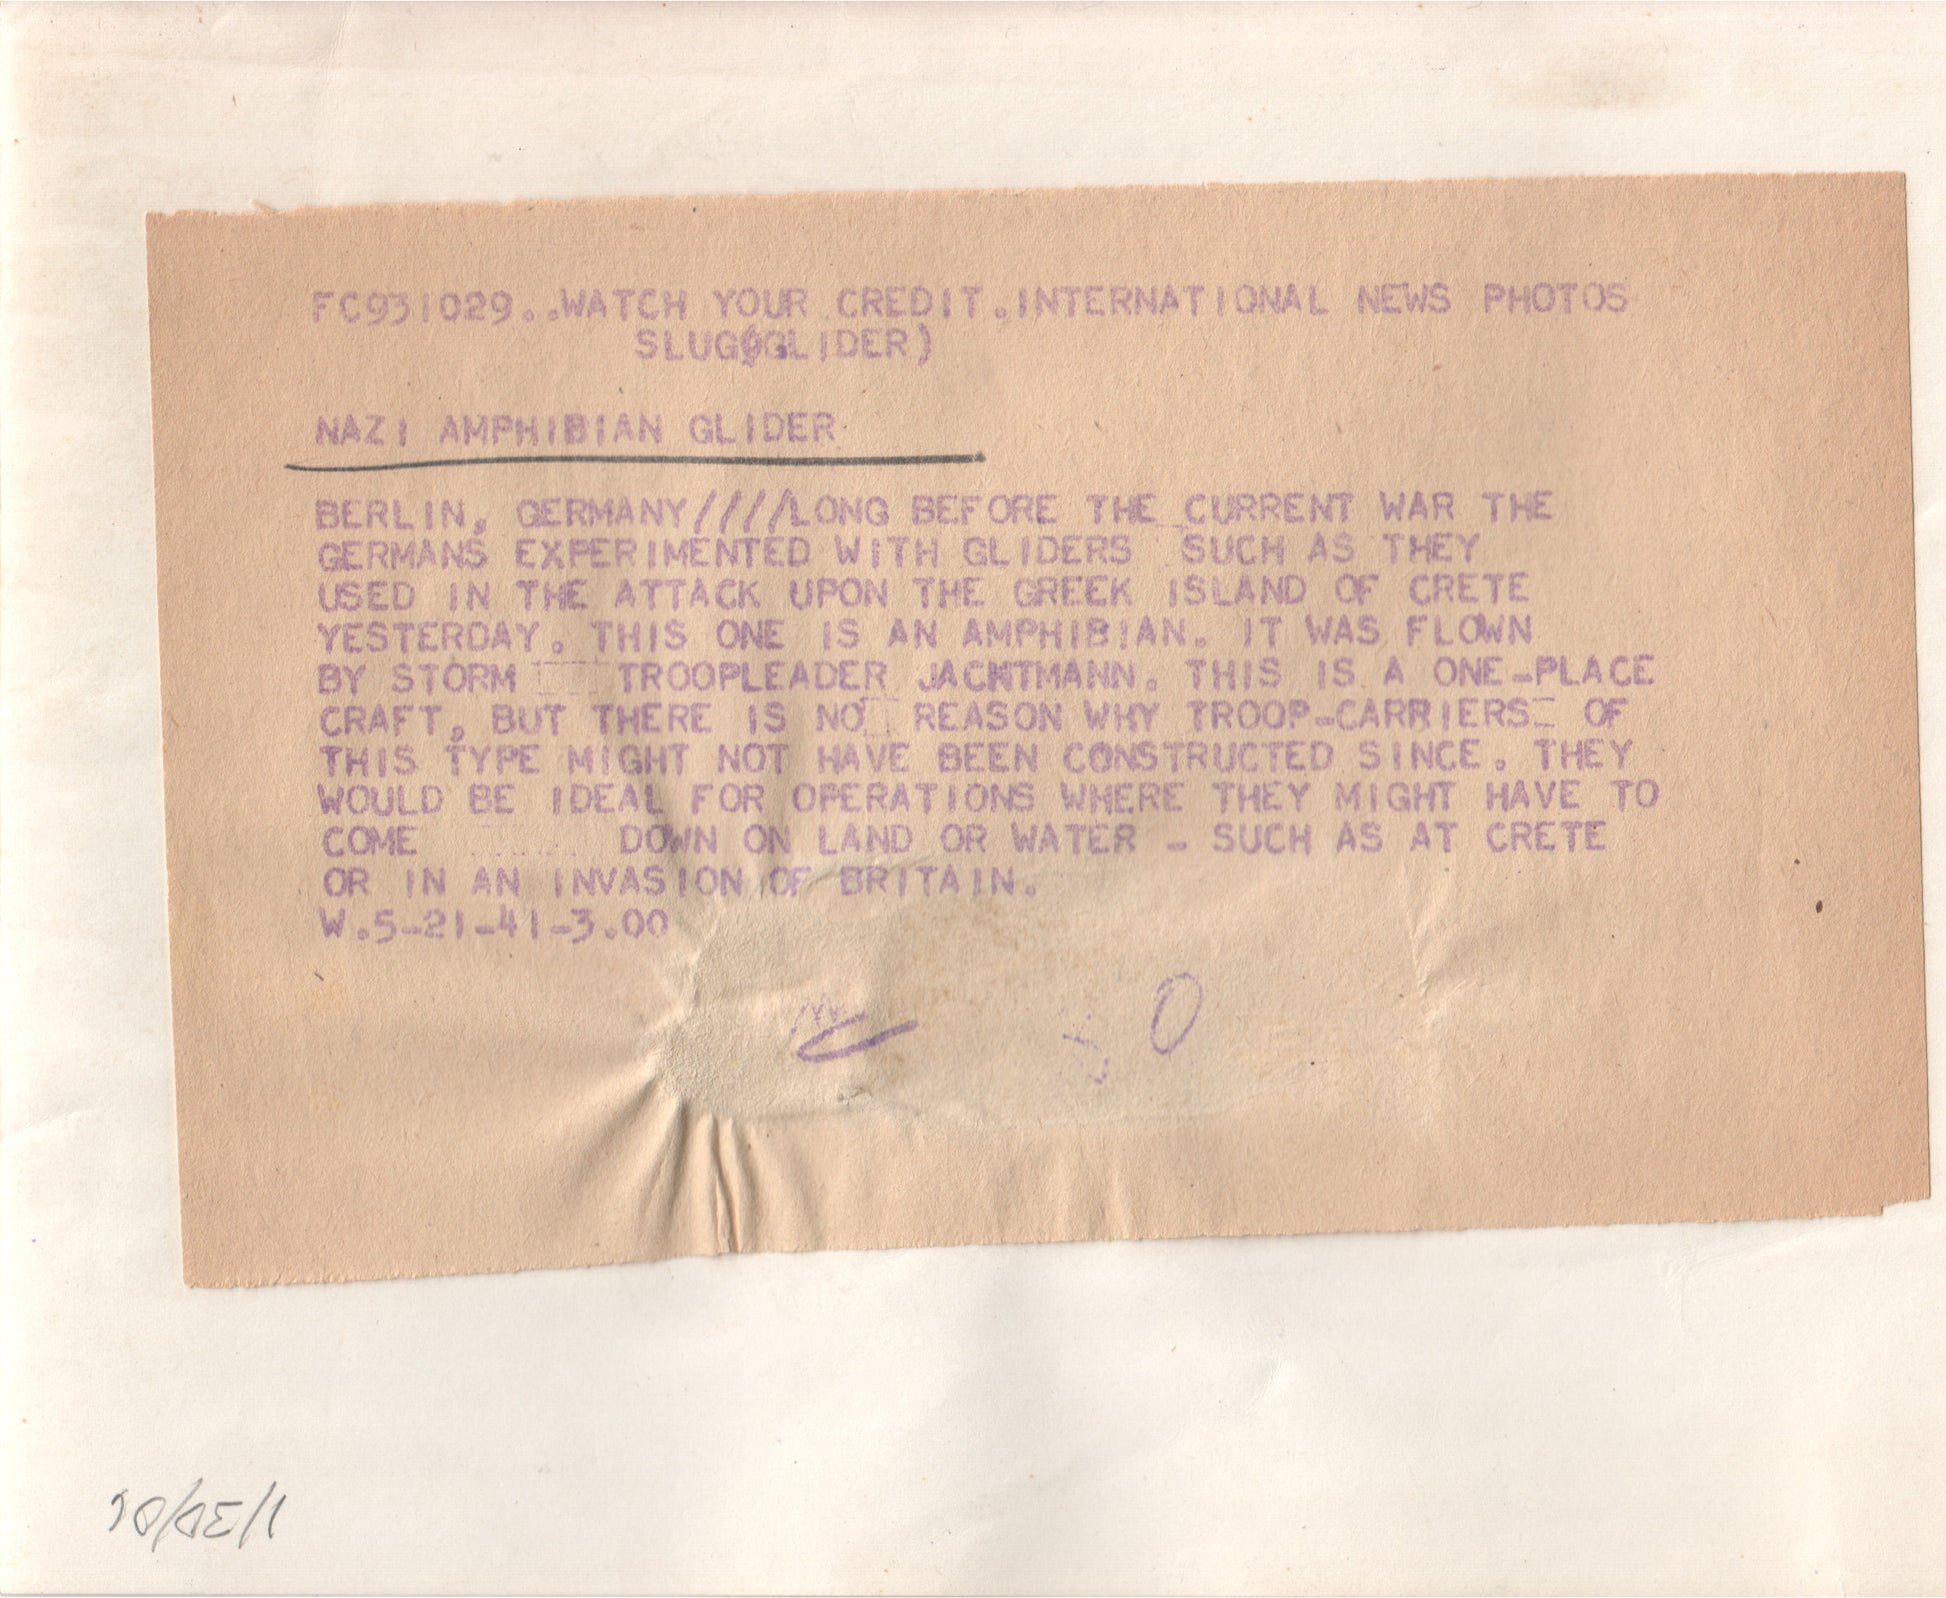 FC931029..WATCH YOUR CREDIT.INTERNATIONAL NEWS PHOTOS
SLUG(GLIDER)
NAZI AMPHIBIAN GLIDER
BERLIN, GERMANY////LONG BEFORE THE CURRENT WAR THE
GERMANS EXPERIMENTED WITH GLIDERS SUCH AS THEY
USED IN THE ATTACK UPON THE GREEK ISLAND OF CRETE
YESTERDAY. THIS ONE IS AN AMPHIBIAN. IT WAS FLOWN
BY STORM TROOPLEADER JACHTMANN. THIS IS A ONE-PLACE
CRAFT, BUT THERE IS NO REASON WHY TROOP-CARRIERS OF
THIS TYPE MIGHT NOT HAVE BEEN CONSTRUCTED SINCE. THEY
WOULD BE IDEAL FOR OPERATIONS WHERE THEY MIGHT HAVE TO
COME DOWN ON LAND OR WATER - SUCH AS AT CRETE
OR IN AN INVASION OF BRITAIN.
W.5-21-41-3.00